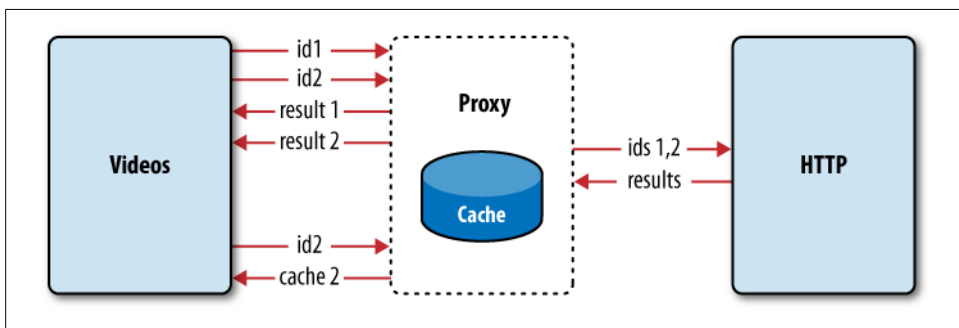 id1
id2
result 1
result 2
Videos
id2
cache 2
Proxy
Cache
ids 1,2
results
HTTP